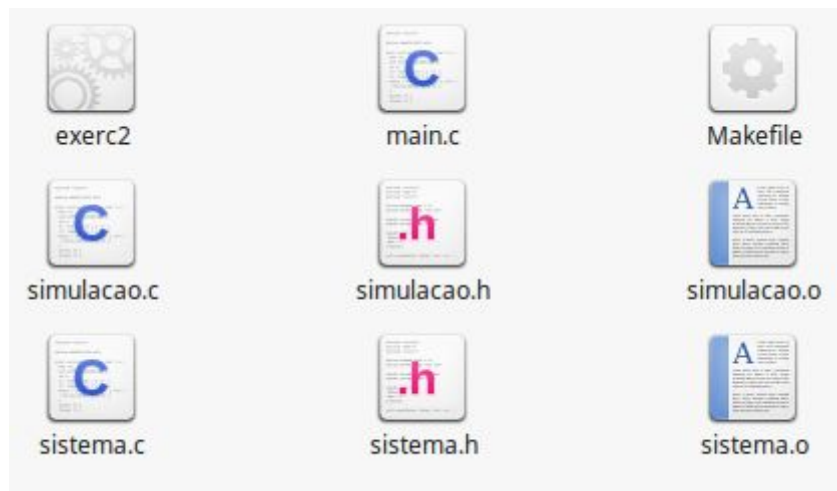 C
exerc2 main.c Makefile
C .h A
simulacao.c simulacao.h simulacao.o
C .h A
sistema.c sistema.h sistema.o